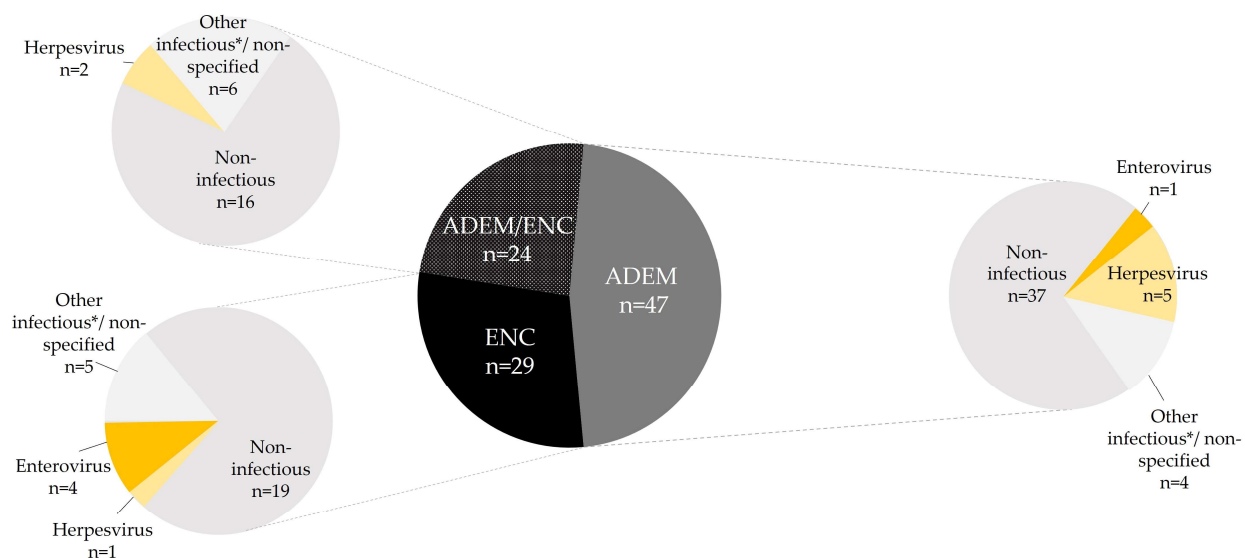 Other
infectious*/ non-
specified
n=6
Herpesvirus
n=2
Non-
infectious
n=16
ADEM/ENC
n=24
ADEM
n=47
ENC
n=29
Other
infectious*/ non-
specified
n=5
Enterovirus
n=4
Herpesvirus
n=1
Non-
infectious
n=19
Enterovirus
n=1
Non-
infectious
n=37
Herpesvirus
n=5
Other
infectious*/ non-
specified
n=4